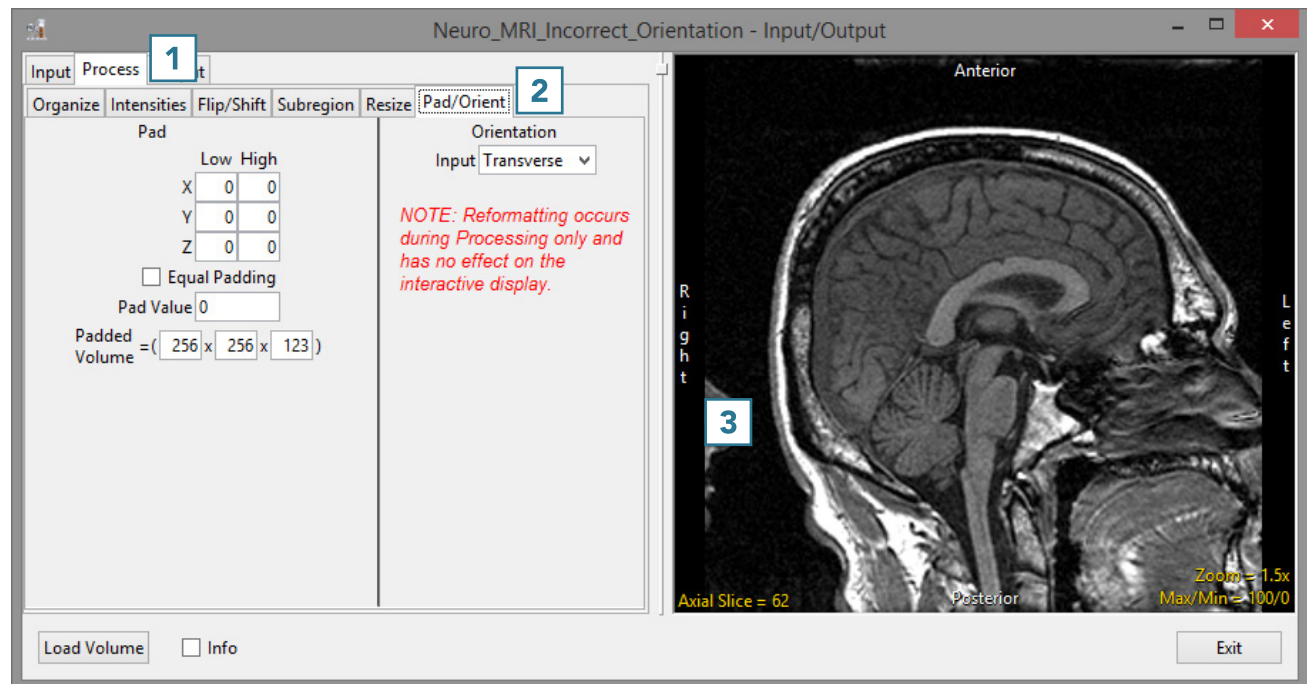 Neuro_MRI_Incorrect_Orientation - Input/Output
Input Process 1 t
Organize Intensities Flip/Shift Subregion Resize Pad/Orient 2
Pad
Low High
X 0 0
Y 0 0
Z 0 0
Equal Padding
Pad Value 0
Padded Volume =( 256 x 256 x 123 )
Orientation
Input Transverse
NOTE: Reformatting occurs
during Processing only and
has no effect on the
interactive display.
Anterior
Right
Left
3
Zoom = 1.5x
Axial Slice = 62 Posterior Max/Min = 100/0
Load Volume Info Exit